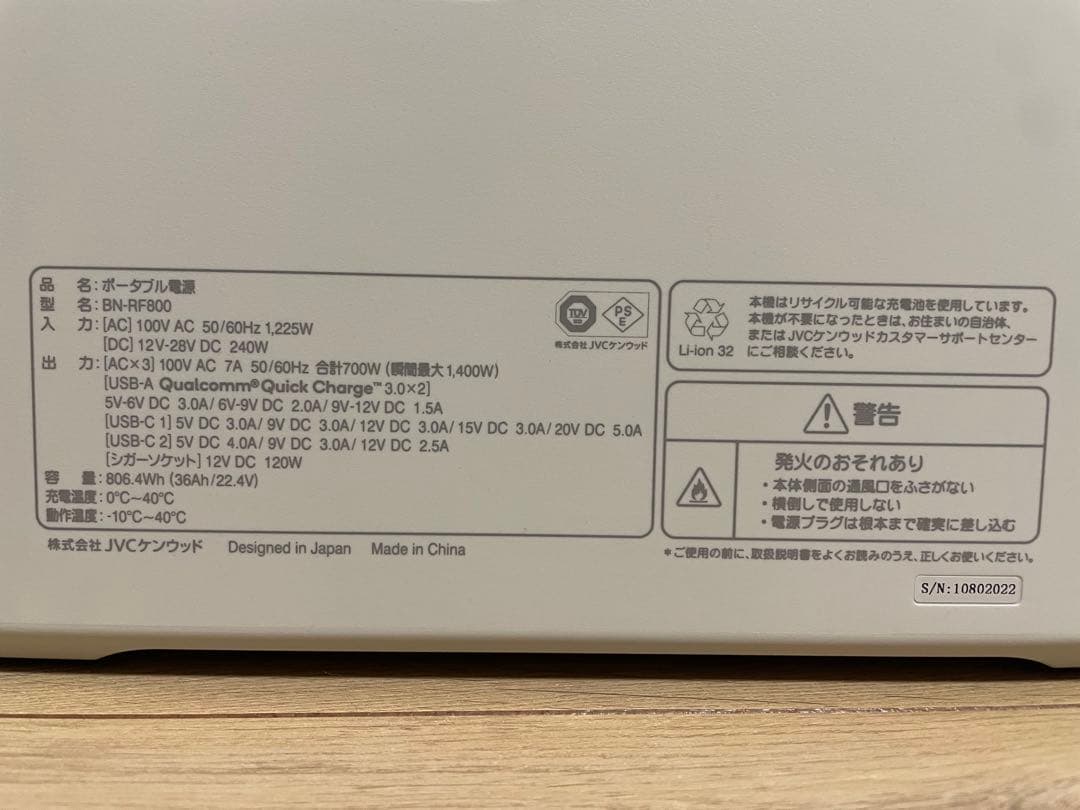 品 名：ポータブル電源
型 名：BN-RF800
入 力：[AC] 100V AC 50/60Hz 1,225W
[DC] 12V-28V DC 240W
出 力：[AC×3] 100V AC 7A 50/60Hz 合計700W（瞬間最大1,400W）
[USB-A Qualcomm® Quick Charge™ 3.0×2]
5V-6V DC 3.0A/ 6V-9V DC 2.0A/ 9V-12V DC 1.5A
[USB-C 1] 5V DC 3.0A/ 9V DC 3.0A/ 12V DC 3.0A/ 15V DC 3.0A/ 20V DC 5.0A
[USB-C 2] 5V DC 4.0A/ 9V DC 3.0A/ 12V DC 2.5A
[シガーソケット] 12V DC 120W
容 量：806.4Wh (36Ah/22.4V)
充電温度：0℃～40℃
動作温度：-10℃～40℃
TÜV
PS
E
株式会社JVCケンウッド
株式会社 JVCケンウッド Designed in Japan Made in China
本機はリサイクル可能な充電池を使用しています。
本機が不要になったときは、お住まいの自治体、
またはJVCケンウッドカスタマーサポートセンター
にご相談ください。
Li-ion 32
警告
発火のおそれあり
・本体側面の通風口をふさがない
・横倒しで使用しない
・電源プラグは根本まで確実に差し込む
＊ご使用の前に、取扱説明書をよくお読みのうえ、正しくお使いください。
S/N:10802022